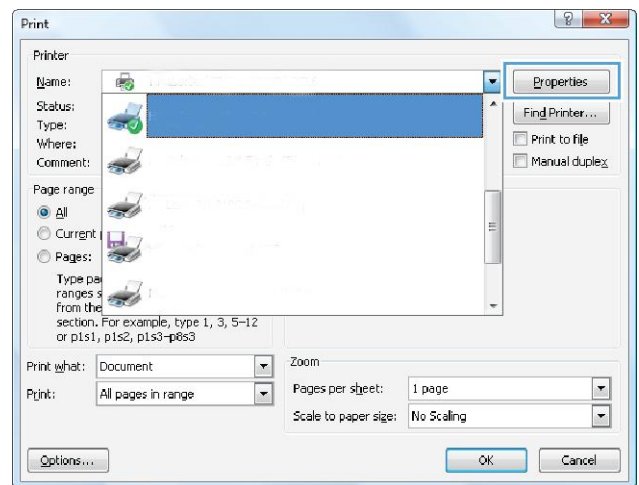 Print
Printer
Name:
Properties
Status:
Find Printer...
Type:
Where:
Print to file
Comment:
Manual duplex
Page range
All
Current
Pages:
Type
ranges
from the
section. For example, type 1, 3, 5–12
or p1s1, p1s2, p1s3–p8s3
Print what: Document
Print: All pages in range
Zoom
Pages per sheet: 1 page
Scale to paper size: No Scaling
Options...
OK
Cancel